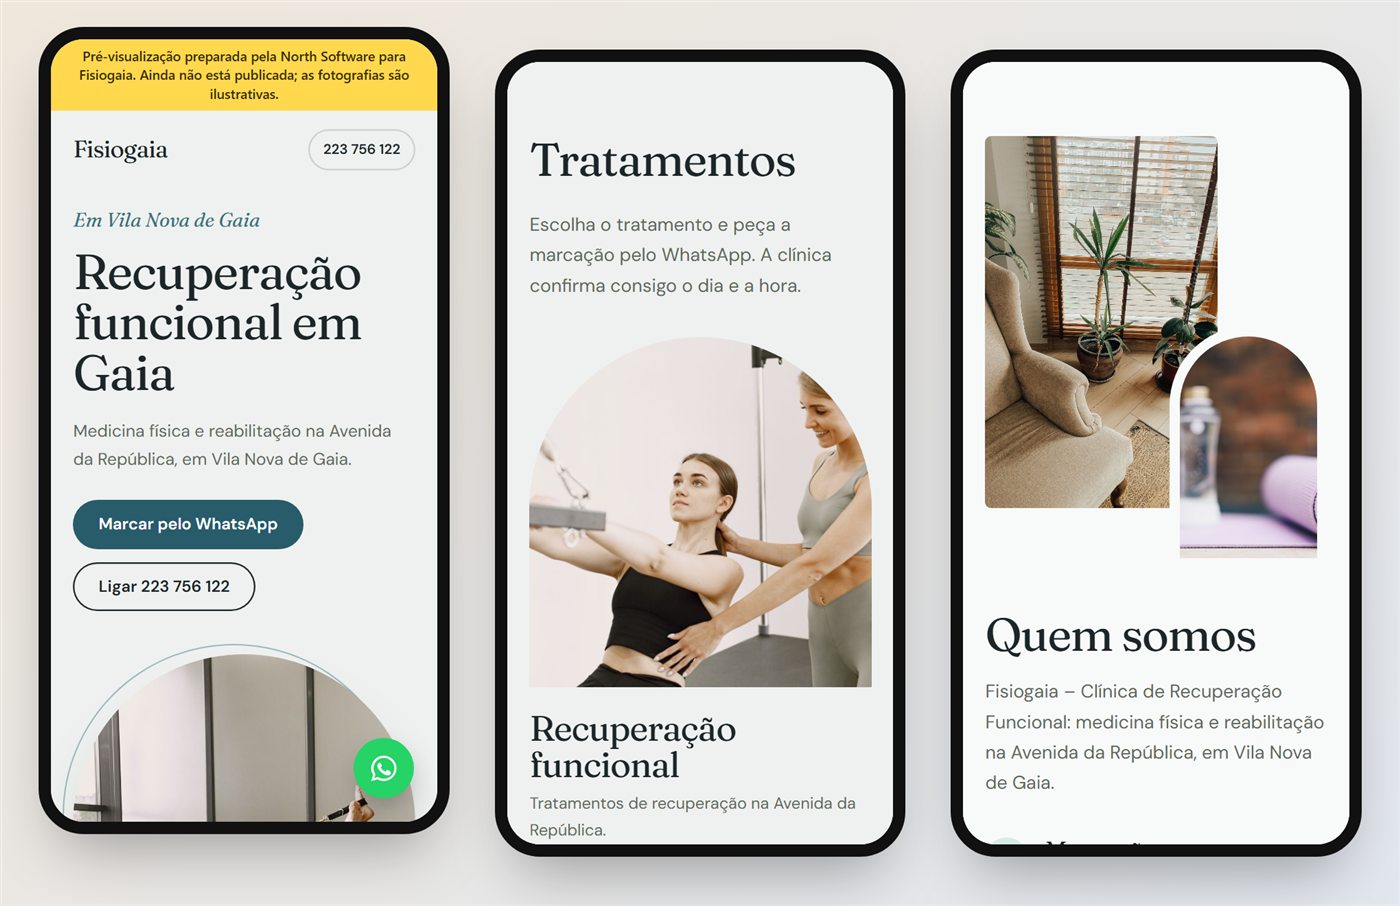 Pré-visualização preparada pela North Software para
Fisiogaia. Ainda não está publicada; as fotografias são
ilustrativas.
Fisiogaia
223 756 122
Em Vila Nova de Gaia
Recuperação
funcional em
Gaia
Medicina física e reabilitação na Avenida
da República, em Vila Nova de Gaia.
Marcar pelo WhatsApp
Ligar 223 756 122
Tratamentos
Escolha o tratamento e peça a
marcação pelo WhatsApp. A clínica
confirma consigo o dia e a hora.
Recuperação
funcional
Tratamentos de recuperação na Avenida da
República.
Quem somos
Fisiogaia – Clínica de Recuperação
Funcional: medicina física e reabilitação
na Avenida da República, em Vila Nova
de Gaia.